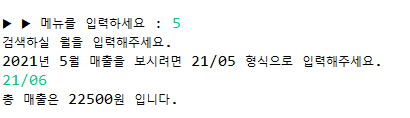 ▶ ▶ 메뉴를 입력하세요 : 5
검색하실 월을 입력해주세요.
2021년 5월 매출을 보시려면 21/05 형식으로 입력해주세요.
21/06
총 매출은 22500원 입니다.